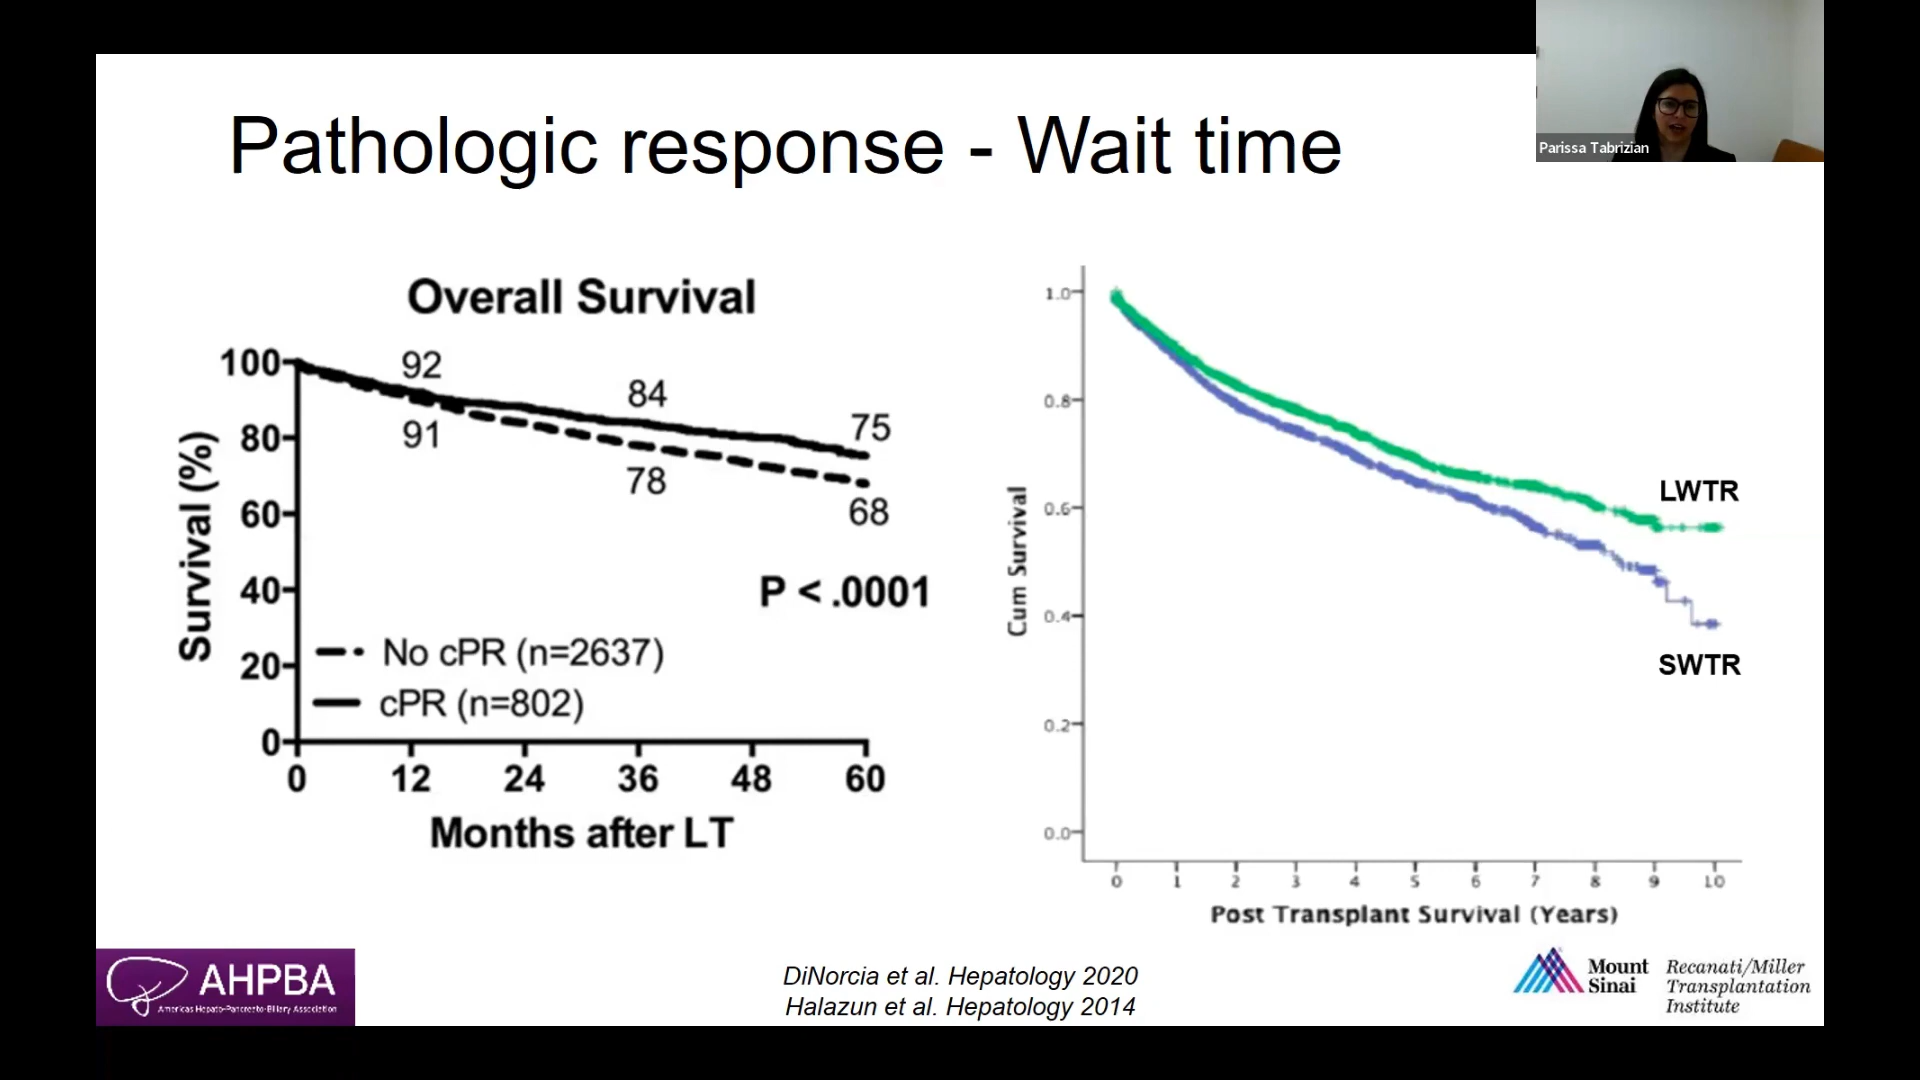 Parissa Tabrizian
Pathologic response - Wait time
Overall Survival
Survival (%)
100
80
60
40
20
0
92
91
84
78
75
68
P < .0001
No cPR (n=2637)
cPR (n=802)
0 12 24 36 48 60
Months after LT
Cum Survival
1.0
0.8
0.6
0.4
0.2
0.0
LWTR
SWTR
0 1 2 3 4 5 6 7 8 9 10
Post Transplant Survival (Years)
AHPBA
Americas Hepato-Pancreato-Biliary Association
DiNorcia et al. Hepatology 2020
Halazun et al. Hepatology 2014
Mount
Sinai
Recanati/Miller
Transplantation
Institute